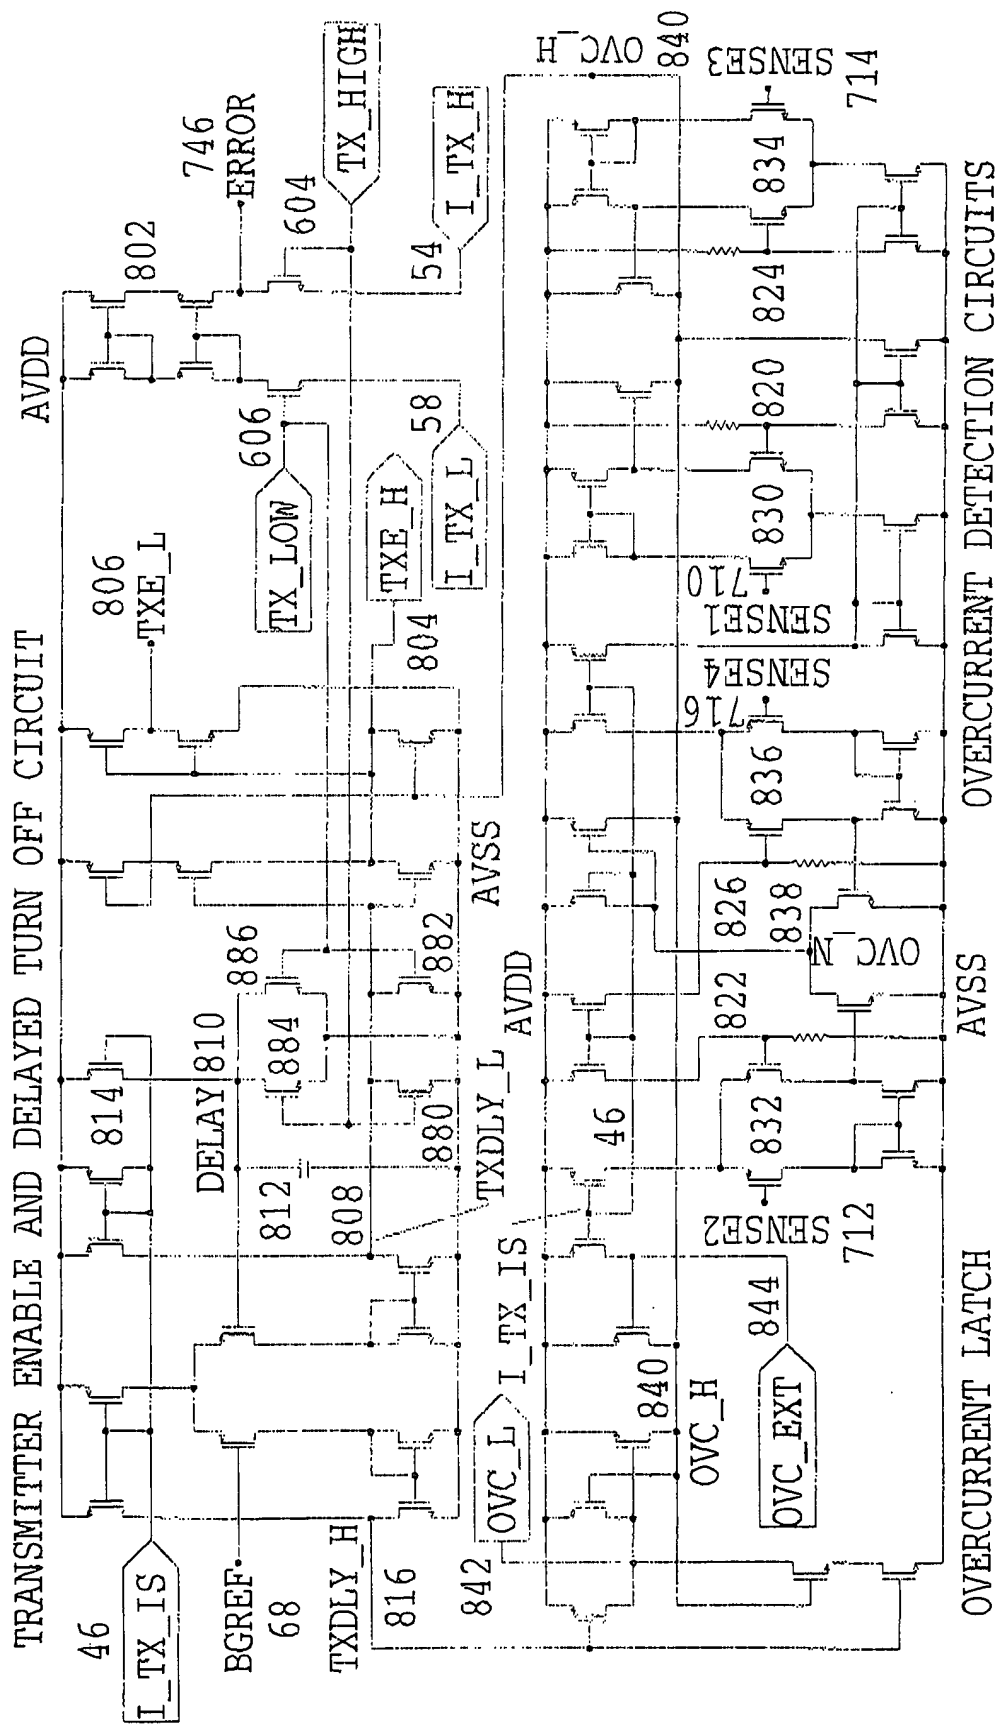 TRANSMITTER ENABLE AND DELAYED TURN OFF CIRCUIT
46
I_TX_IS
BGREF
68
TXDLY_H
816
814
DELAY 810
812
808
884
886
880
882
TXDLY_L
AVSS
806
TXE_L
AVDD
802
746
ERROR
606
TX_LOW
604
TX_HIGH
TXE_H
804
58
I_TX_L
54
I_TX_H
842
OVC_L
I_TX_IS
46
AVDD
840
OVC_H
844
OVC_EXT
SENSE2
712
832
822
OVC_N
838
826
836
716
SENSE4
SENSE1
710
830
820
824
834
SENSE3
714
OVC_H
840
AVSS
OVERCURRENT LATCH
OVERCURRENT DETECTION CIRCUITS